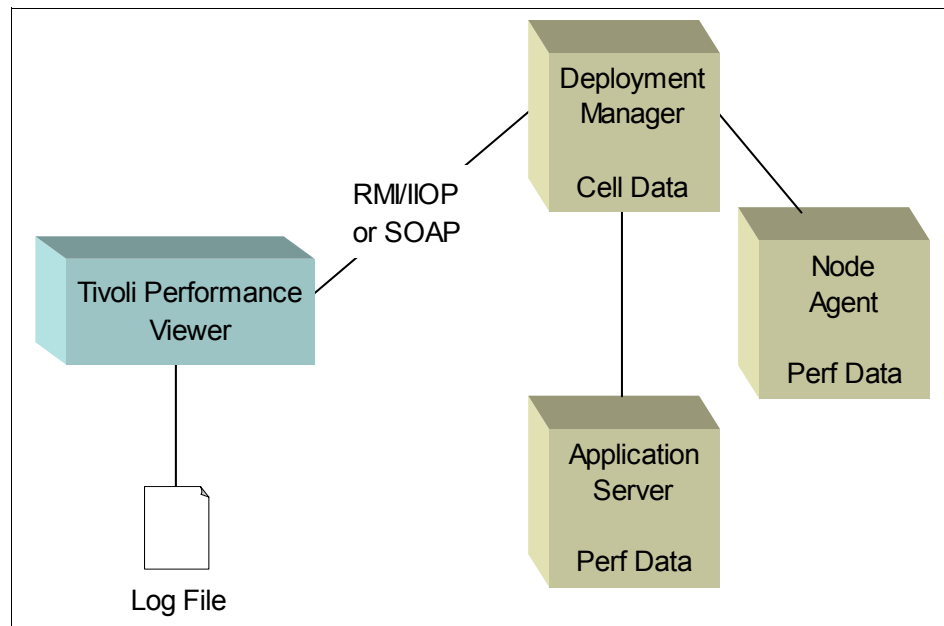 Deployment
Manager
Cell Data
RMI/IIOP
or SOAP
Tivoli Performance
Viewer
Node
Agent
Perf Data
Application
Server
Perf Data
Log File